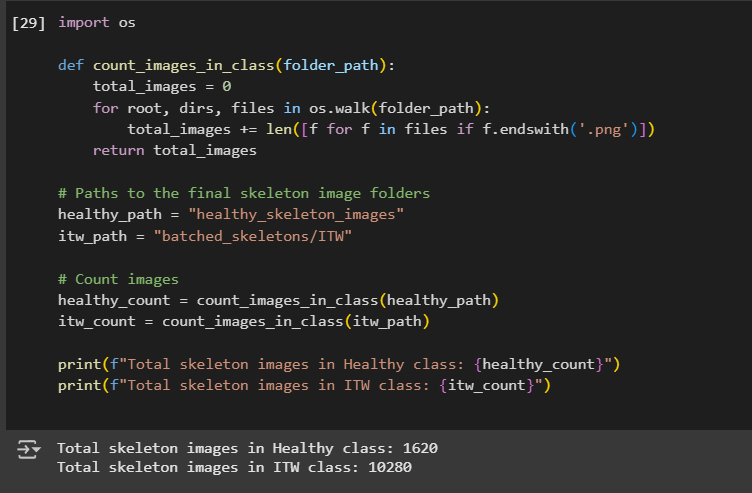 [29] import os
def count_images_in_class(folder_path):
total_images = 0
for root, dirs, files in os.walk(folder_path):
total_images += len([f for f in files if f.endswith('.png')])
return total_images
# Paths to the final skeleton image folders
healthy_path = "healthy_skeleton_images"
itw_path = "batched_skeletons/ITW"
# Count images
healthy_count = count_images_in_class(healthy_path)
itw_count = count_images_in_class(itw_path)
print(f"Total skeleton images in Healthy class: {healthy_count}")
print(f"Total skeleton images in ITW class: {itw_count}")
Total skeleton images in Healthy class: 1620
Total skeleton images in ITW class: 10280